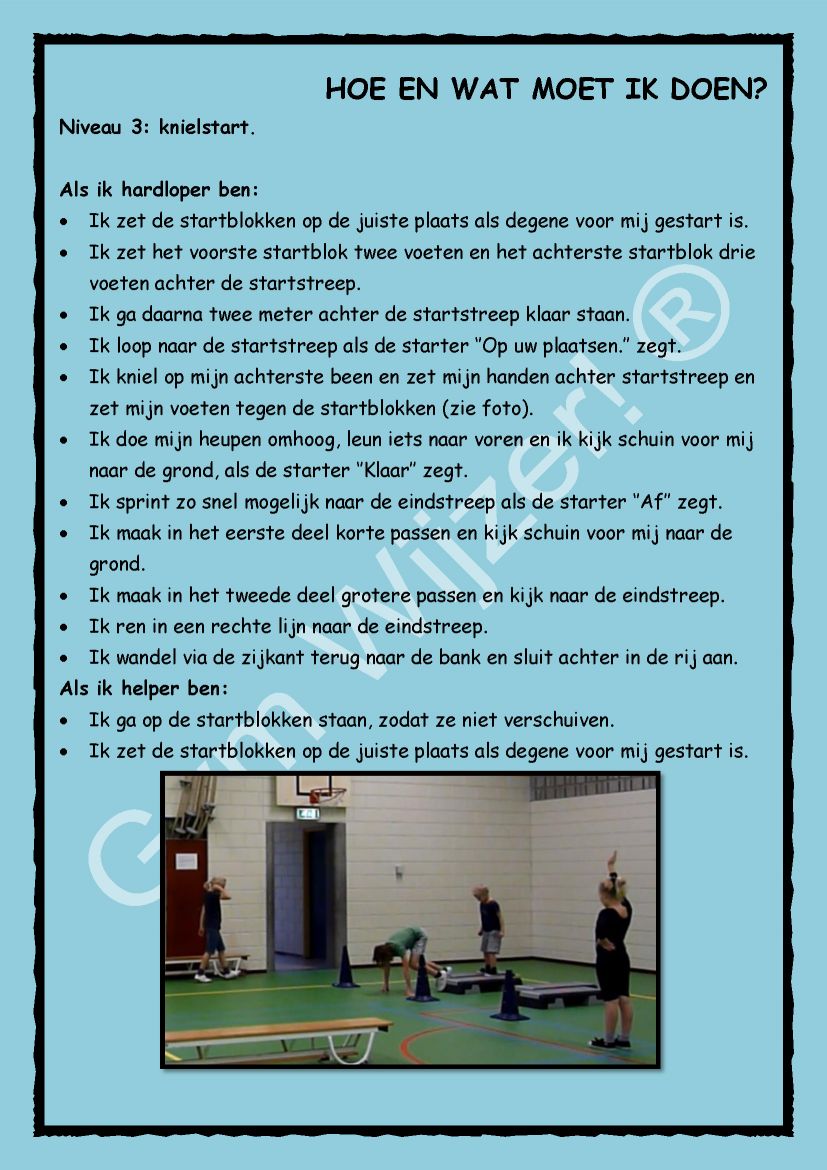 HOE EN WAT MOET IK DOEN?
Niveau 3: knielstart.
Als ik hardloper ben:
• Ik zet de startblokken op de juiste plaats als degene voor mij gestart is.
• Ik zet het voorste startblok twee voeten en het achterste startblok drie
voeten achter de startstreep.
• Ik ga daarna twee meter achter de startstreep klaar staan.
• Ik loop naar de startstreep als de starter ‘’Op uw plaatsen.’’ zegt.
• Ik kniel op mijn achterste been en zet mijn handen achter startstreep en
zet mijn voeten tegen de startblokken (zie foto).
• Ik doe mijn heupen omhoog, leun iets naar voren en ik kijk schuin voor mij
naar de grond, als de starter ‘’Klaar’’ zegt.
• Ik sprint zo snel mogelijk naar de eindstreep als de starter ‘’Af’’ zegt.
• Ik maak in het eerste deel korte passen en kijk schuin voor mij naar de
grond.
• Ik maak in het tweede deel grotere passen en kijk naar de eindstreep.
• Ik ren in een rechte lijn naar de eindstreep.
• Ik wandel via de zijkant terug naar de bank en sluit achter in de rij aan.
Als ik helper ben:
• Ik ga op de startblokken staan, zodat ze niet verschuiven.
• Ik zet de startblokken op de juiste plaats als degene voor mij gestart is.
Gym Wijzer! ®